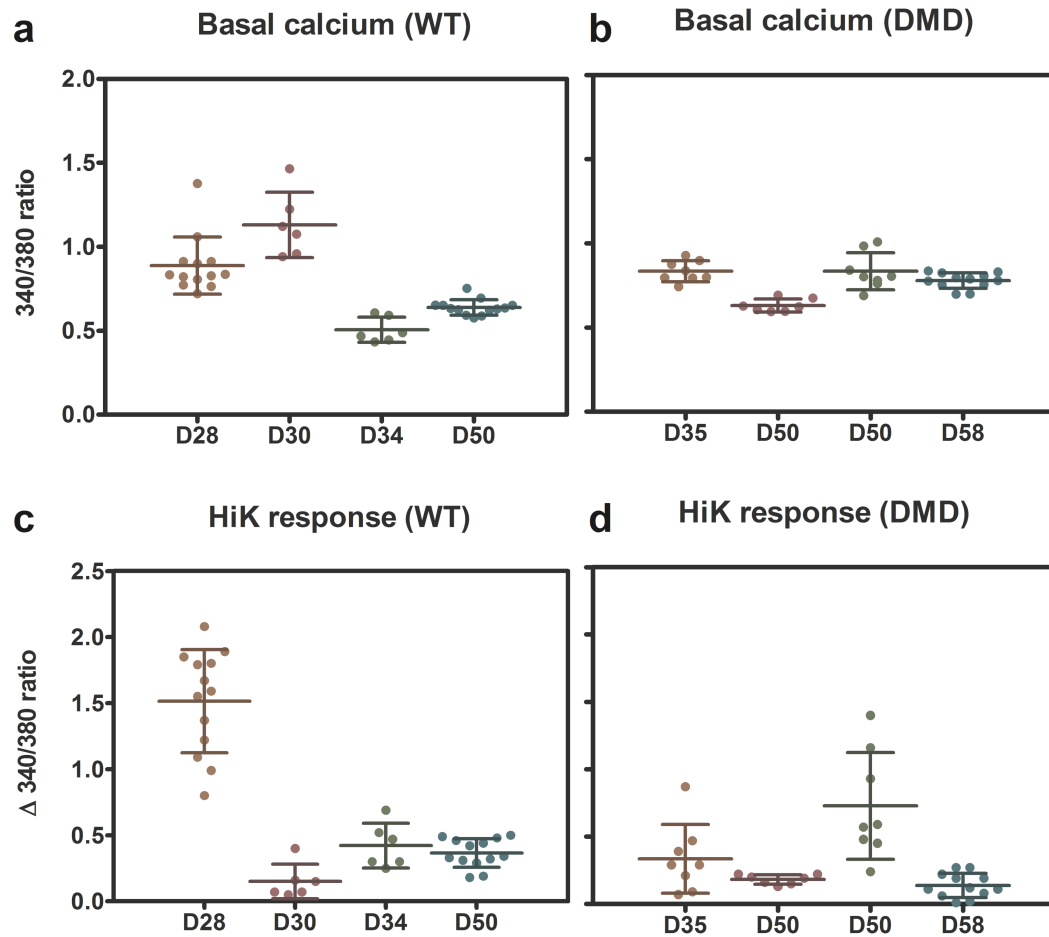 a Basal calcium (WT)
b Basal calcium (DMD)
340/380 ratio
2.0
1.5
1.0
0.5
0.0
D28 D30 D34 D50
D35 D50 D50 D58
c HiK response (WT)
d HiK response (DMD)
Δ 340/380 ratio
2.5
2.0
1.5
1.0
0.5
0.0
D28 D30 D34 D50
D35 D50 D50 D58